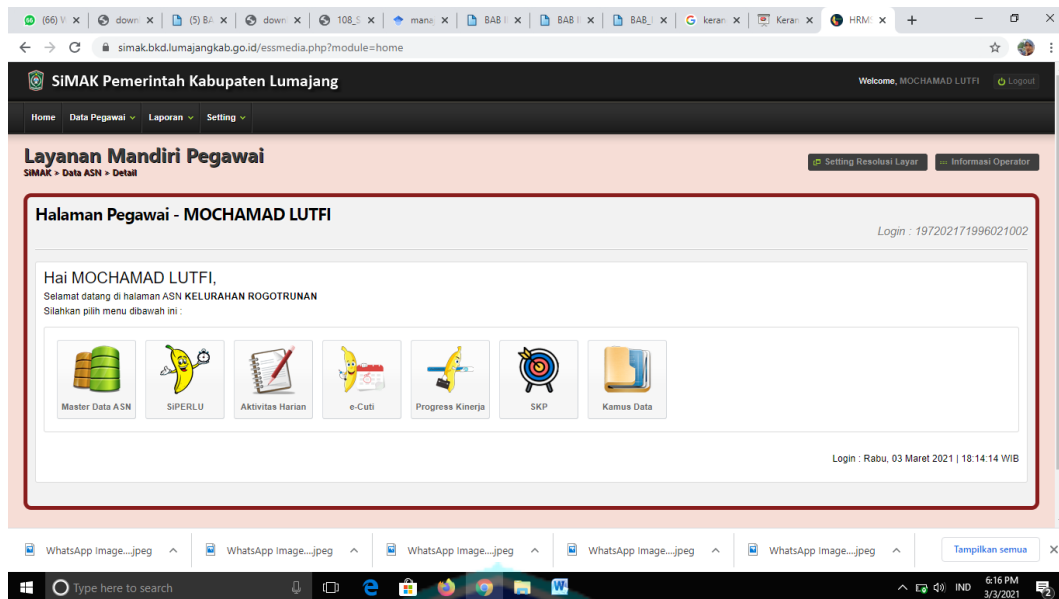 (66) W
down
(5) BA
down
108_S
mana
BAB II
BAB II
BAB_I
keran
Keran
HRMS
simak.bkd.lumajangkab.go.id/essmedia.php?module=home
SiMAK Pemerintah Kabupaten Lumajang
Welcome, MOCHAMAD LUTFI
Logout
Home Data Pegawai Laporan Setting
Layanan Mandiri Pegawai
SiMAK > Data ASN > Detail
Setting Resolusi Layar
Informasi Operator
Halaman Pegawai - MOCHAMAD LUTFI
Login : 197202171996021002
Hai MOCHAMAD LUTFI,
Selamat datang di halaman ASN KELURAHAN ROGOTRUNAN
Silahkan pilih menu dibawah ini :
Master Data ASN
SiPERLU
Aktivitas Harian
e-Cuti
Progress Kinerja
SKP
Kamus Data
Login : Rabu, 03 Maret 2021 | 18:14:14 WIB
WhatsApp Image....jpeg
WhatsApp Image....jpeg
WhatsApp Image....jpeg
WhatsApp Image....jpeg
WhatsApp Image....jpeg
Tampilkan semua
Type here to search
IND
6:16 PM
3/3/2021